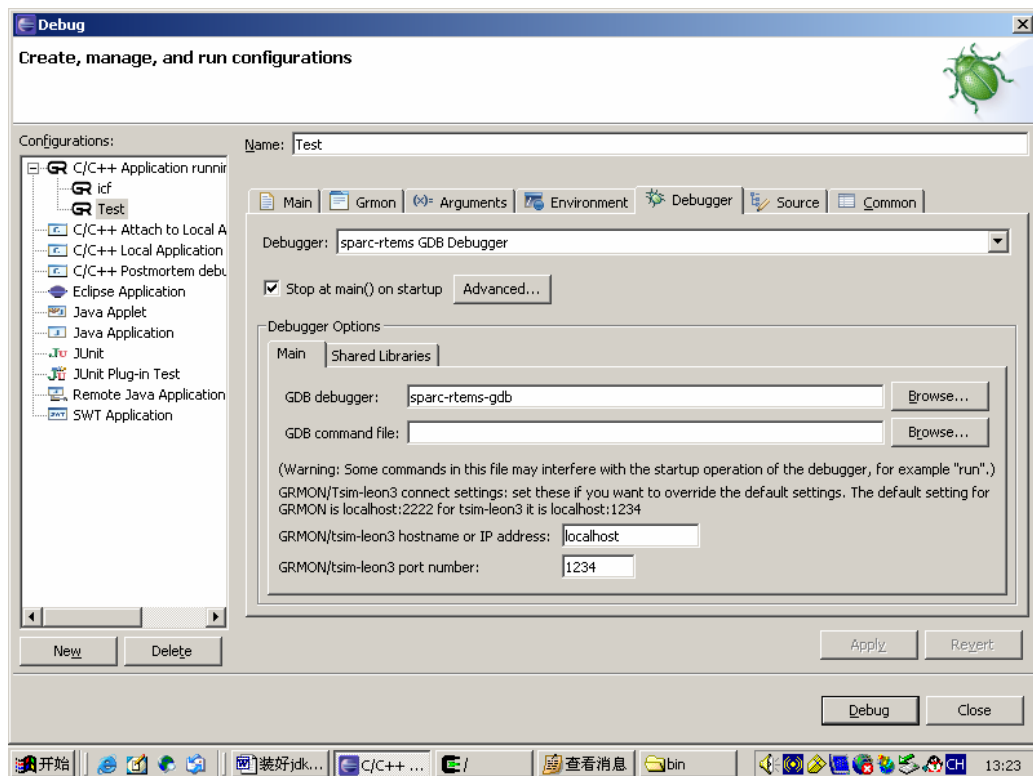 Debug
Create, manage, and run configurations
Configurations:
C/C++ Application runnin
icf
Test
C/C++ Attach to Local A
C/C++ Local Application
C/C++ Postmortem debu
Eclipse Application
Java Applet
Java Application
JUnit
JUnit Plug-in Test
Remote Java Application
SWT Application
New
Delete
Name: Test
Main
Grmon
Arguments
Environment
Debugger
Source
Common
Debugger: sparc-rtems GDB Debugger
Stop at main() on startup
Advanced...
Debugger Options
Main
Shared Libraries
GDB debugger: sparc-rtems-gdb
Browse...
GDB command file:
Browse...
(Warning: Some commands in this file may interfere with the startup operation of the debugger, for example "run".)
GRMON/Tsim-leon3 connect settings: set these if you want to override the default settings. The default setting for
GRMON is localhost:2222 for tsim-leon3 it is localhost:1234
GRMON/tsim-leon3 hostname or IP address: localhost
GRMON/tsim-leon3 port number: 1234
Apply
Revert
Debug
Close
开始
装好jdk...
C/C++ ...
/
查看消息
bin
CH
13:23